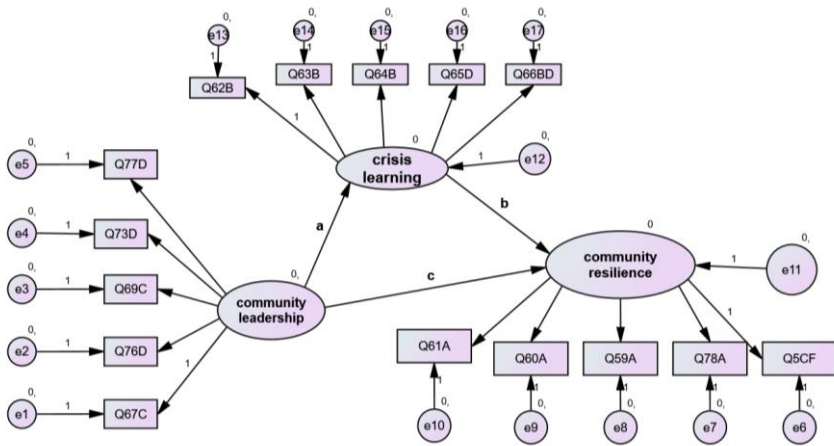 0,
e13
1
Q62B
0,
e14
1
Q63B
0,
e15
1
Q64B
0,
e16
1
Q65D
0,
e17
1
Q66BD
1
0
crisis
learning
1
0,
e12
0,
e5
1
Q77D
0,
e4
1
Q73D
0,
e3
1
Q69C
0,
e2
1
Q76D
0,
e1
1
Q67C
1
a
b
c
0,
community
leadership
0
community
resilience
1
0,
e11
1
Q61A
1
0,
e10
Q60A
1
0,
e9
Q59A
1
0,
e8
Q78A
1
0,
e7
Q5CF
1
0,
e6